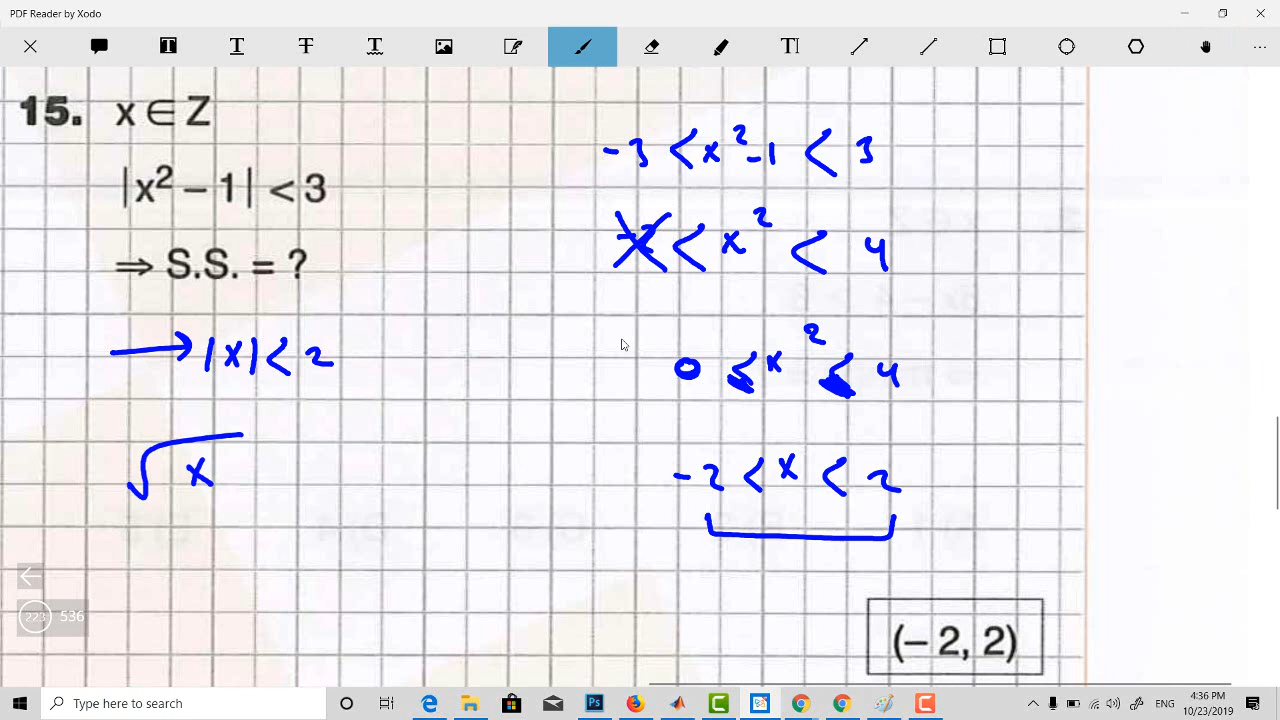 PDF Reader by Xodo
15. x ∈ Z
|x² − 1| < 3
⇒ S.S. = ?
→ |x| < 2
√x
-3 < x² - 1 < 3
< x² < 4
0 ≤ x² < 4
-2 < x < 2
(− 2, 2)
223 536
Type here to search
ENG
4:36 PM
10/23/2019